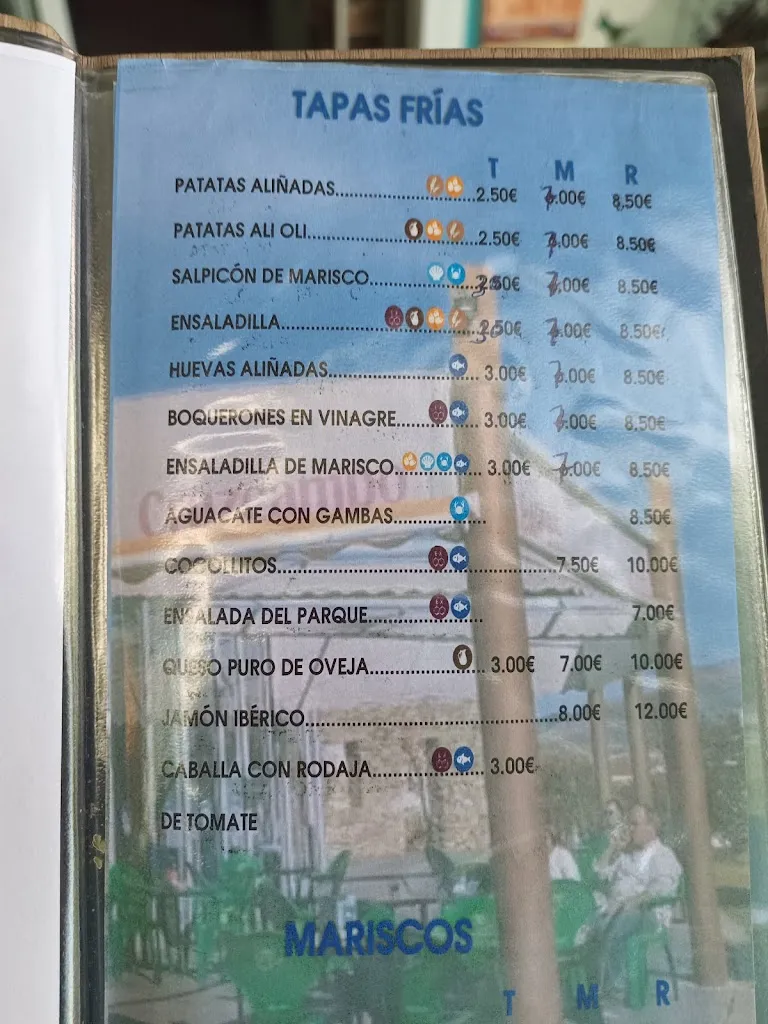 TAPAS FRÍAS
T M R
PATATAS ALIÑADAS 2.50€ 7.00€ 8,50€
PATATAS ALI OLI 2.50€ 7.00€ 8.50€
SALPICÓN DE MARISCO 7.00€ 8.50€
ENSALADILLA 7.00€ 8.50€
HUEVAS ALIÑADAS 3.00€ 7.00€ 8.50€
BOQUERONES EN VINAGRE 3.00€ 7.00€ 8.50€
ENSALADILLA DE MARISCO 3.00€ 7.00€ 8.50€
AGUACATE CON GAMBAS 8.50€
COGOLLITOS 7.50€ 10.00€
ENSALADA DEL PARQUE 7.00€
QUESO PURO DE OVEJA 3.00€ 7.00€ 10.00€
JAMÓN IBÉRICO 8.00€ 12.00€
CABALLA CON RODAJA 3.00€
DE TOMATE
MARISCOS
T M R